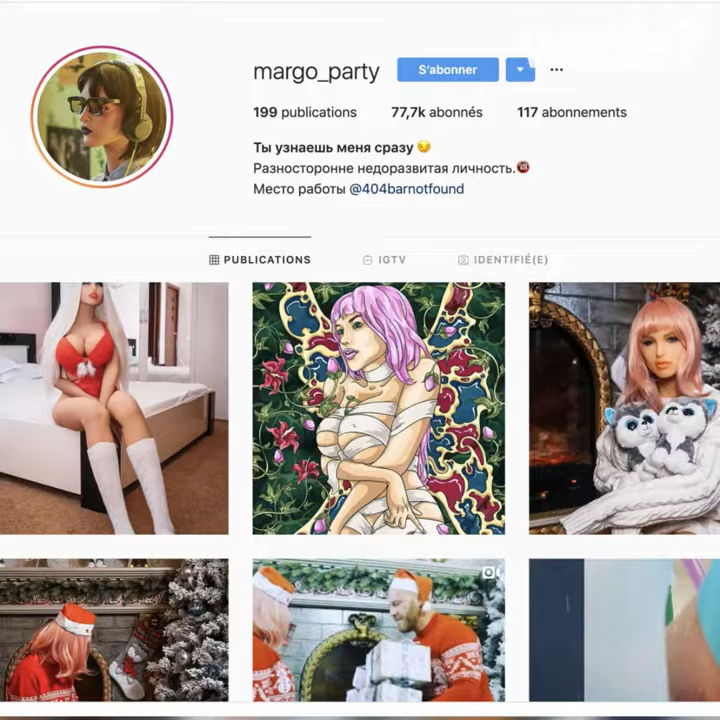 margo_party S'abonner
199 publications 77,7k abonnés 117 abonnements
Ты узнаешь меня сразу 😏
Разносторонне недоразвитая личность.🔞
Место работы @404barnotfound
PUBLICATIONS IGTV IDENTIFIÉ(E)